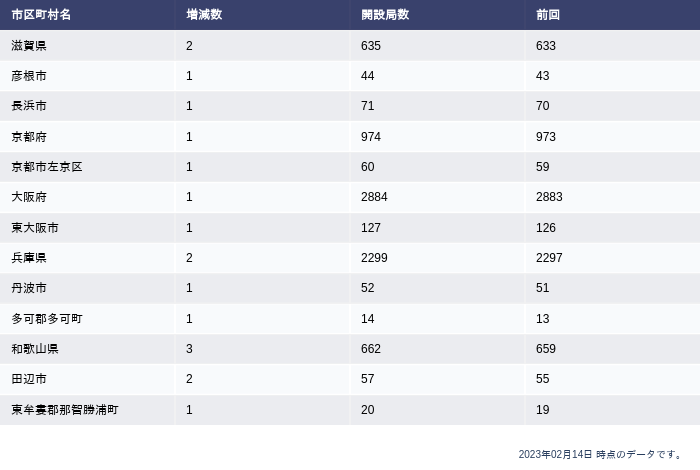 市区町村名 増減数 開設局数 前回
滋賀県 2 635 633
彦根市 1 44 43
長浜市 1 71 70
京都府 1 974 973
京都市左京区 1 60 59
大阪府 1 2884 2883
東大阪市 1 127 126
兵庫県 2 2299 2297
丹波市 1 52 51
多可郡多可町 1 14 13
和歌山県 3 662 659
田辺市 2 57 55
東牟婁郡那智勝浦町 1 20 19
2023年02月14日 時点のデータです。